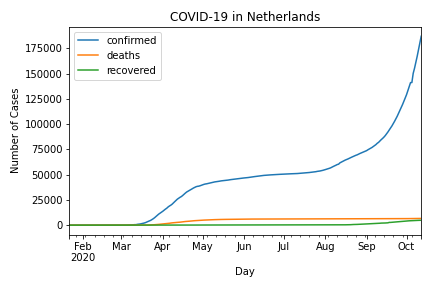 COVID-19 in Netherlands
confirmed
deaths
recovered
Number of Cases
175000
150000
125000
100000
75000
50000
25000
0
Feb Mar Apr May Jun Jul Aug Sep Oct
2020
Day